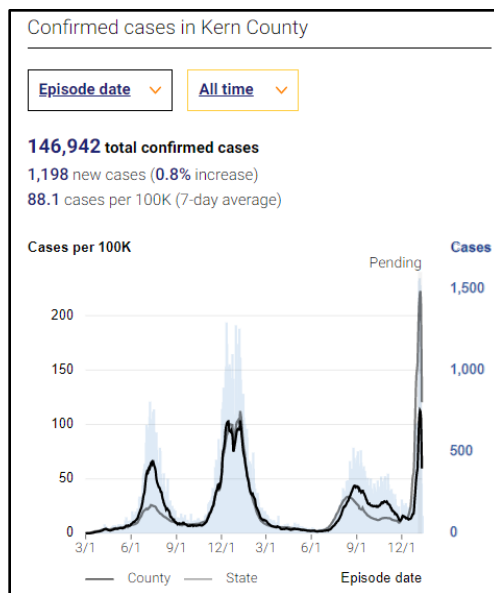 Confirmed cases in Kern County
Episode date
All time
146,942 total confirmed cases
1,198 new cases (0.8% increase)
88.1 cases per 100K (7-day average)
Cases per 100K Cases
Pending
1,500
200
150
1,000
100
500
50
0 0
3/1 6/1 9/1 12/1 3/1 6/1 9/1 12/1
County State Episode date